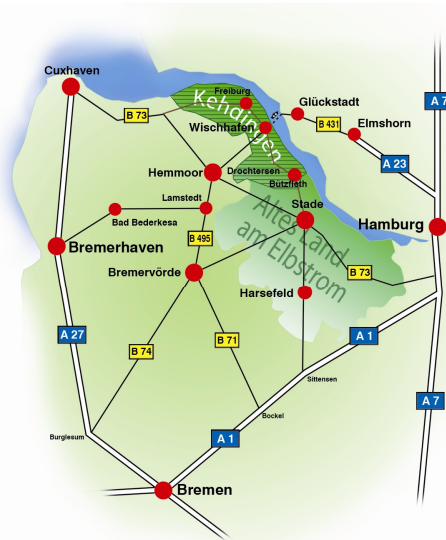 Cuxhaven
Freiburg
A 7
Kehdingen
Glückstadt
B 73
Wischhafen
B 431
Elmshorn
A 23
Hemmoor
Drochtersen
Bützfleth
Lamstedt
Stade
Bad Bederkesa
Altes Land
am Elbstrom
Hamburg
B 495
Bremerhaven
Bremervörde
B 73
Harsefeld
A 27
A 1
B 71
B 74
Sittensen
A 7
Bockel
Burglesum
A 1
Bremen